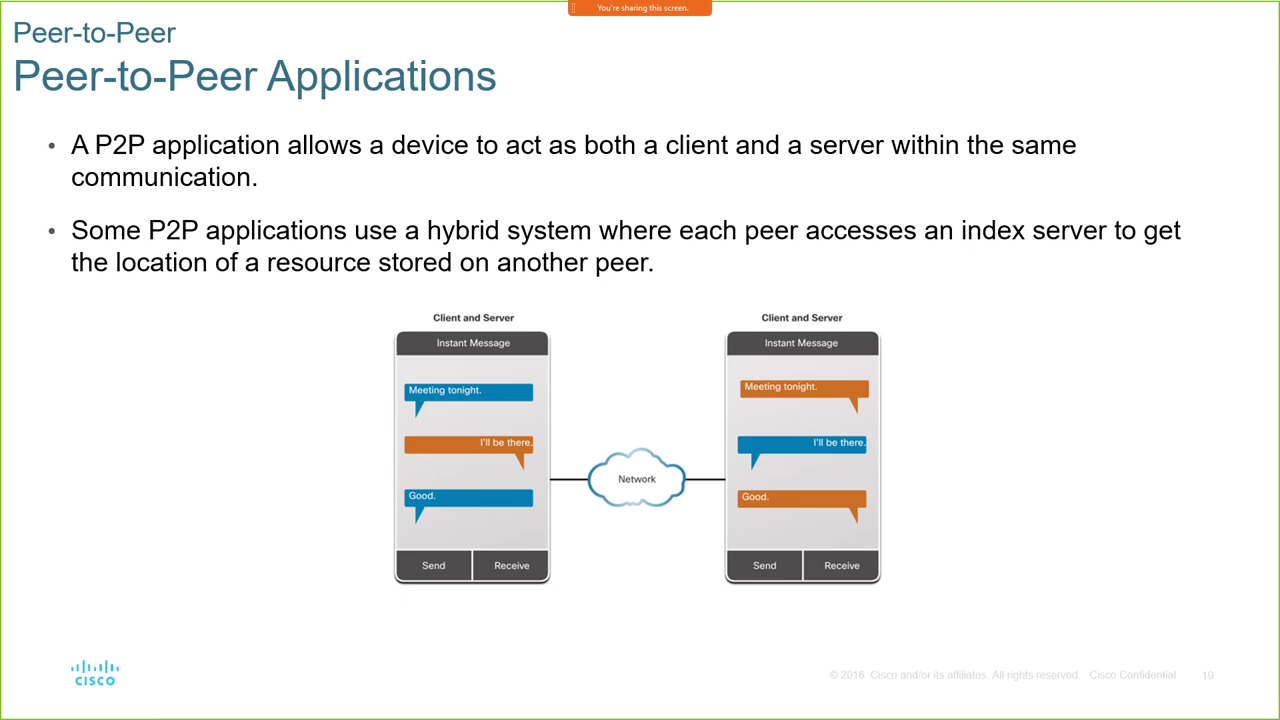 You're sharing this screen.
Peer-to-Peer
Peer-to-Peer Applications
• A P2P application allows a device to act as both a client and a server within the same
communication.
• Some P2P applications use a hybrid system where each peer accesses an index server to get
the location of a resource stored on another peer.
Client and Server
Instant Message
Meeting tonight.
I'll be there.
Good.
Send
Receive
Network
Client and Server
Instant Message
Meeting tonight.
I'll be there.
Good.
Send
Receive
CISCO
© 2016 Cisco and/or its affiliates. All rights reserved. Cisco Confidential
19